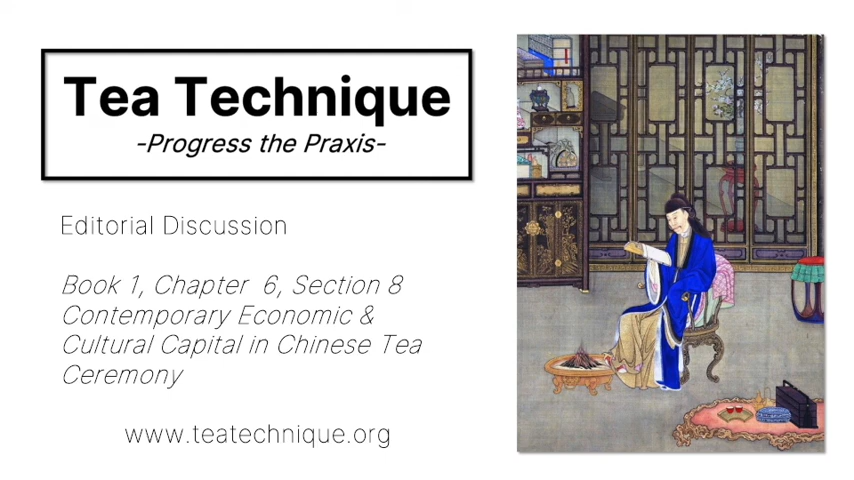 Tea Technique
-Progress the Praxis-
Editorial Discussion
Book 1, Chapter 6, Section 8
Contemporary Economic &
Cultural Capital in Chinese Tea
Ceremony
www.teatechnique.org